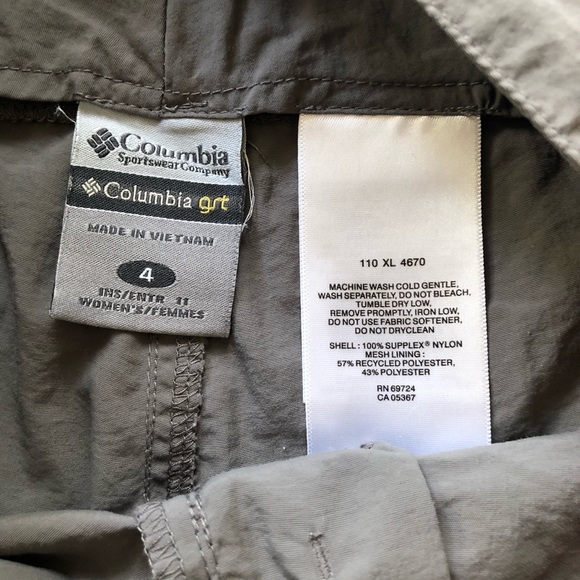 Columbia
Sportswear Company
Columbia grt
MADE IN VIETNAM
4
INS/ENTR 11
WOMEN'S/FEMMES
110 XL 4670
MACHINE WASH COLD GENTLE,
WASH SEPARATELY, DO NOT BLEACH,
TUMBLE DRY LOW,
REMOVE PROMPTLY, IRON LOW,
DO NOT USE FABRIC SOFTENER,
DO NOT DRYCLEAN
SHELL : 100% SUPPLEX® NYLON
MESH LINING :
57% RECYCLED POLYESTER,
43% POLYESTER
RN 69724
CA 05367